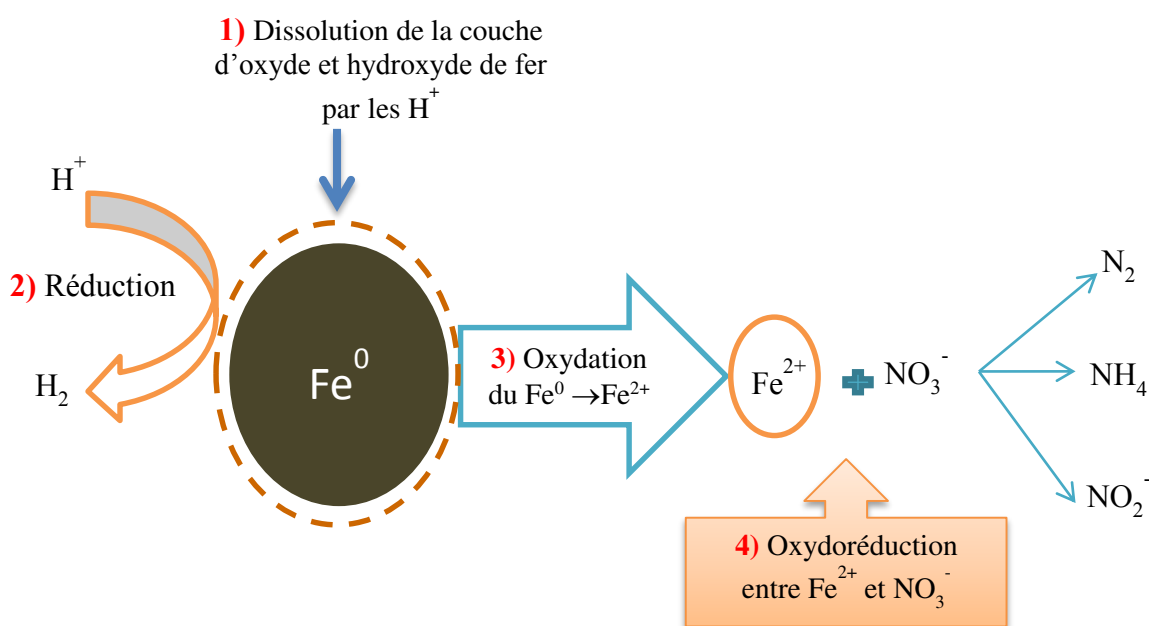 1) Dissolution de la couche
d'oxyde et hydroxyde de fer
par les H⁺
H⁺
2) Réduction
H₂
Fe⁰
3) Oxydation
du Fe⁰ →Fe²⁺
Fe²⁺ + NO₃⁻
N₂
NH₄
NO₂⁻
4) Oxydoréduction
entre Fe²⁺ et NO₃⁻